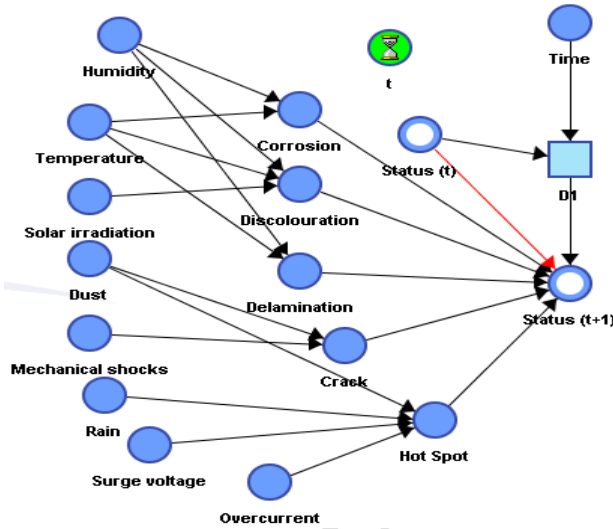 Humidity
t
Time
Temperature
Corrosion
Status (t)
D1
Solar irradiation
Discolouration
Dust
Delamination
Status (t+1)
Mechanical shocks
Crack
Rain
Hot Spot
Surge voltage
Overcurrent